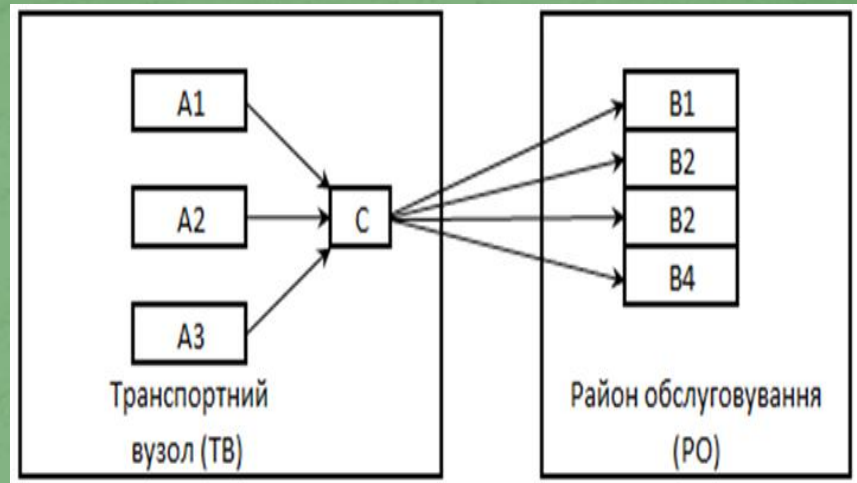 A1
A2
A3
C
B1
B2
B2
B4
Транспортний
вузол (ТВ)
Район обслуговування
(РО)